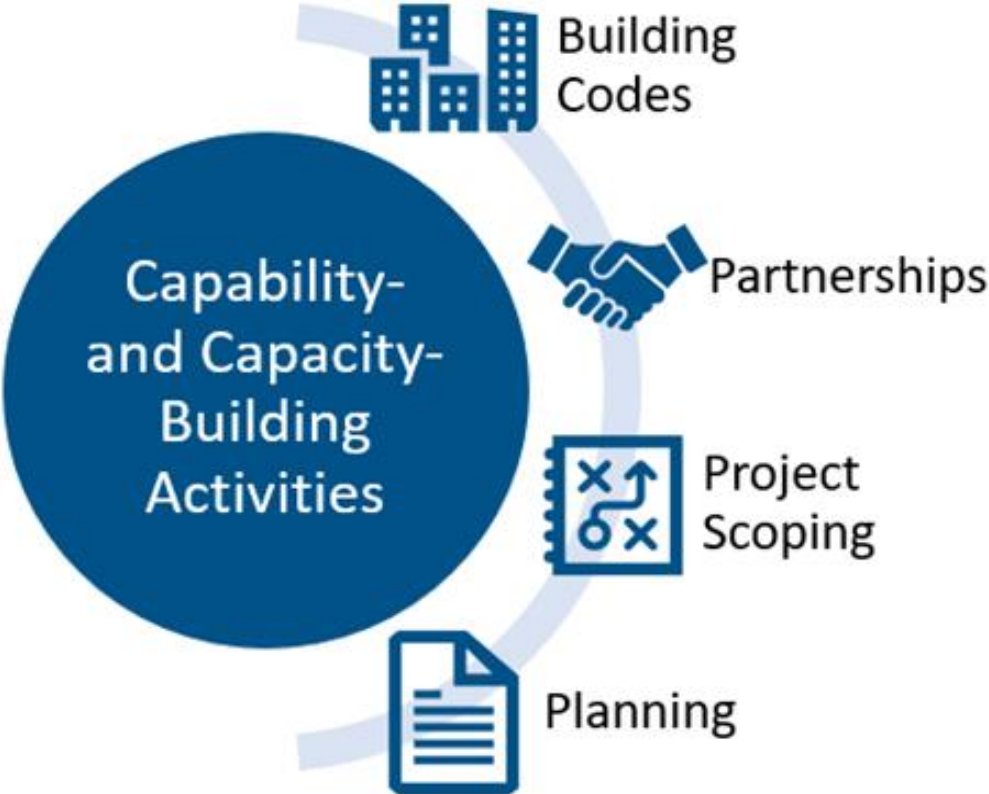 Building
Codes
Partnerships
Capability-
and Capacity-
Building
Activities
Project
Scoping
Planning